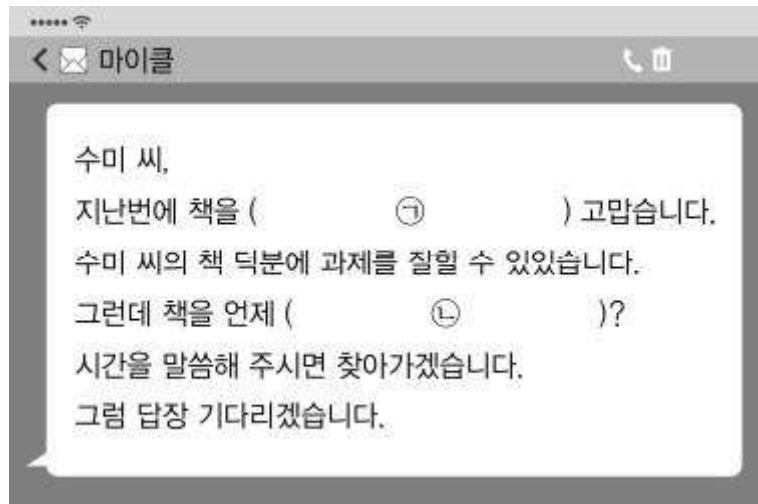 마이클
수미 씨,
지난번에 책을 ( ㉠ ) 고맙습니다.
수미 씨의 책 덕분에 과제를 잘할 수 있었습니다.
그런데 책을 언제 ( ㉡ )?
시간을 말씀해 주시면 찾아가겠습니다.
그럼 답장 기다리겠습니다.